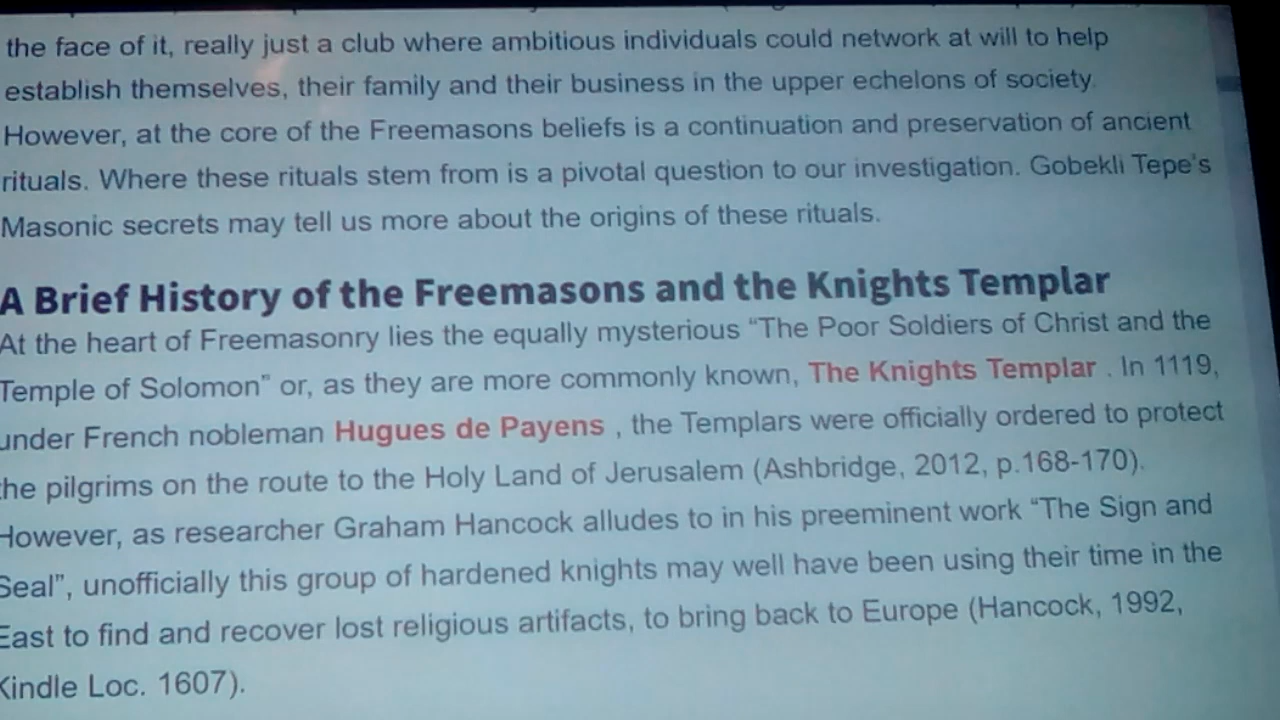 the face of it, really just a club where ambitious individuals could network at will to help
establish themselves, their family and their business in the upper echelons of society.
However, at the core of the Freemasons beliefs is a continuation and preservation of ancient
rituals. Where these rituals stem from is a pivotal question to our investigation. Gobekli Tepe's
Masonic secrets may tell us more about the origins of these rituals.
A Brief History of the Freemasons and the Knights Templar
At the heart of Freemasonry lies the equally mysterious “The Poor Soldiers of Christ and the
Temple of Solomon” or, as they are more commonly known, The Knights Templar . In 1119,
under French nobleman Hugues de Payens , the Templars were officially ordered to protect
the pilgrims on the route to the Holy Land of Jerusalem (Ashbridge, 2012, p.168-170).
However, as researcher Graham Hancock alludes to in his preeminent work “The Sign and
Seal”, unofficially this group of hardened knights may well have been using their time in the
East to find and recover lost religious artifacts, to bring back to Europe (Hancock, 1992,
Kindle Loc. 1607).